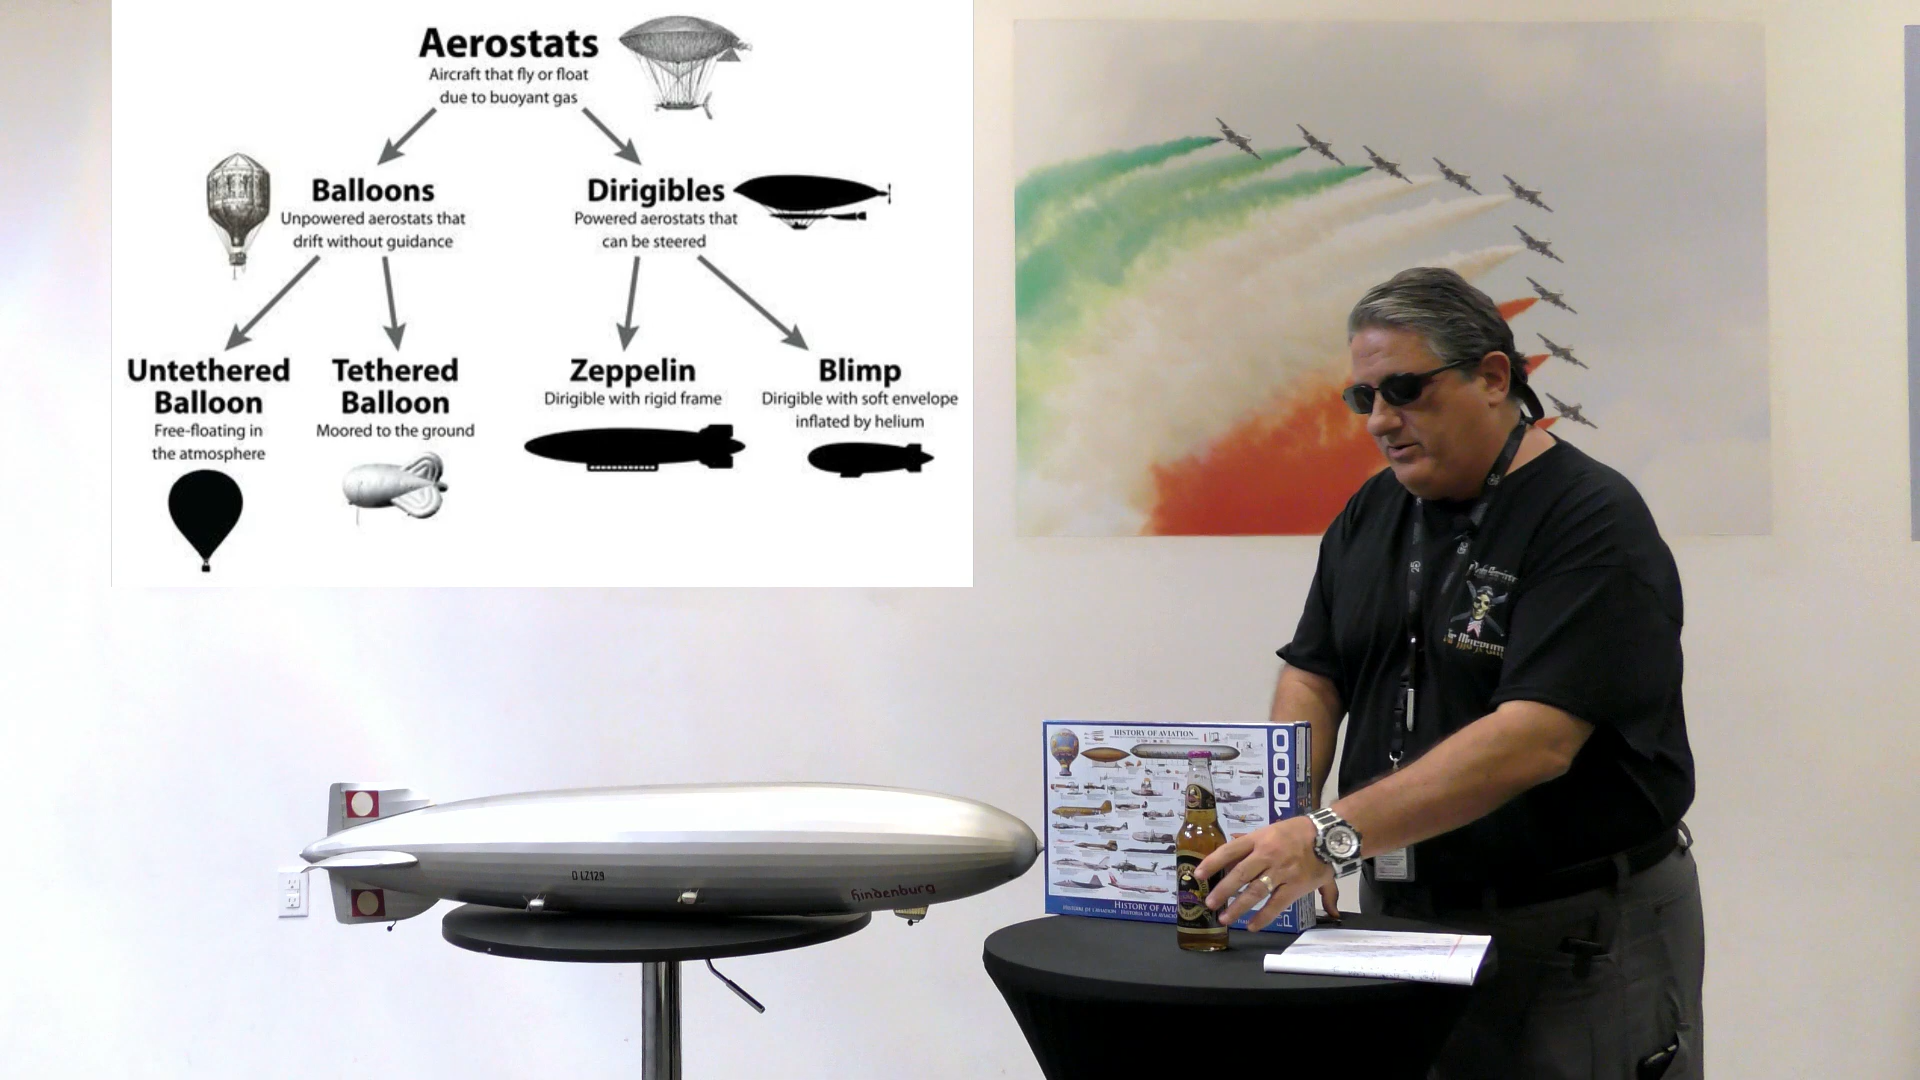 Aerostats
Aircraft that fly or float
due to buoyant gas
Balloons
Unpowered aerostats that
drift without guidance
Dirigibles
Powered aerostats that
can be steered
Untethered
Balloon
Free-floating in
the atmosphere
Tethered
Balloon
Moored to the ground
Zeppelin
Dirigible with rigid frame
Blimp
Dirigible with soft envelope
inflated by helium
D LZ129
hindenburg
HISTORY OF AVIATION
1000
HISTORY OF AVI